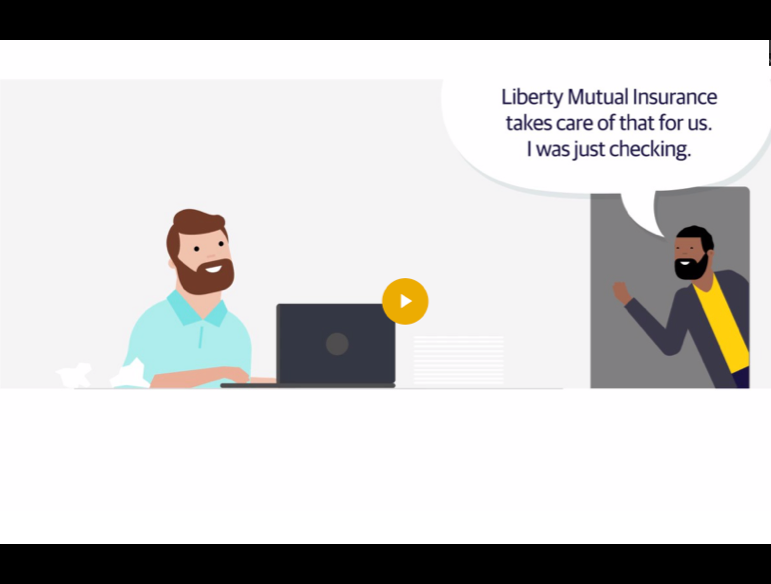 Liberty Mutual Insurance
takes care of that for us.
I was just checking.